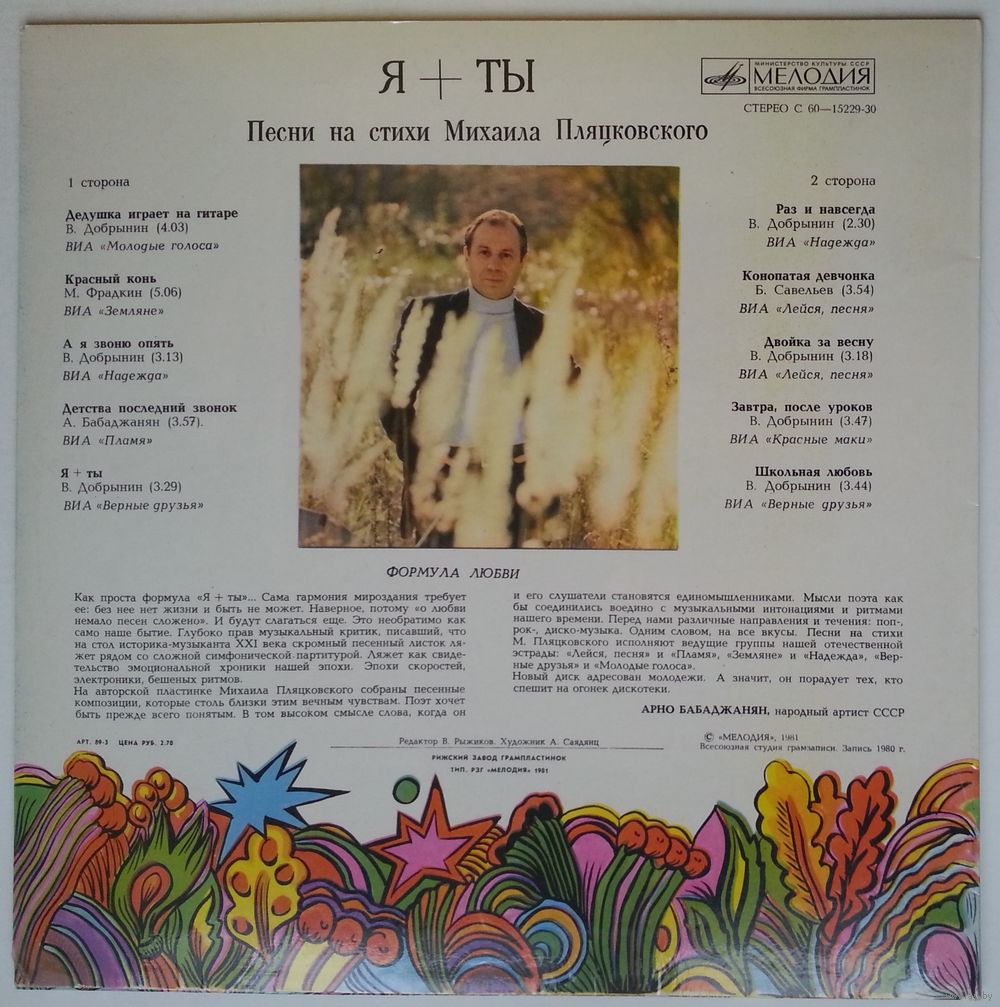 Я + ТЫ
МИНИСТЕРСТВО КУЛЬТУРЫ СССР
МЕЛОДИЯ
ВСЕСОЮЗНАЯ ФИРМА ГРАМПЛАСТИНОК
СТЕРЕО С 60—15229-30
Песни на стихи Михаила Пляцковского
1 сторона
Дедушка играет на гитаре
В. Добрынин (4.03)
ВИА «Молодые голоса»
Красный конь
М. Фрадкин (5.06)
ВИА «Земляне»
А я звоню опять
В. Добрынин (3.13)
ВИА «Надежда»
Детства последний звонок
А. Бабаджанян (3.57).
ВИА «Пламя»
Я + ты
В. Добрынин (3.29)
ВИА «Верные друзья»
2 сторона
Раз и навсегда
В. Добрынин (2.30)
ВИА «Надежда»
Конопатая девчонка
Б. Савельев (3.54)
ВИА «Лейся, песня»
Двойка за весну
В. Добрынин (3.18)
ВИА «Лейся, песня»
Завтра, после уроков
В. Добрынин (3.47)
ВИА «Красные маки»
Школьная любовь
В. Добрынин (3.44)
ВИА «Верные друзья»
ФОРМУЛА ЛЮБВИ
Как проста формула «Я + ты»... Сама гармония мироздания требует
ее: без нее нет жизни и быть не может. Наверное, потому «о любви
немало песен сложено». И будут слагаться еще. Это необратимо как
само наше бытие. Глубоко прав музыкальный критик, писавший, что
на стол историка-музыканта XXI века скромный песенный листок ля-
жет рядом со сложной симфонической партитурой. Ляжет как свиде-
тельство эмоциональной хроники нашей эпохи. Эпохи скоростей,
электроники, бешеных ритмов.
На авторской пластинке Михаила Пляцковского собраны песенные
композиции, которые столь близки этим вечным чувствам. Поэт хочет
быть прежде всего понятым. В том высоком смысле слова, когда он
и его слушатели становятся единомышленниками. Мысли поэта как
бы соединились воедино с музыкальными интонациями и ритмами
нашего времени. Перед нами различные направления и течения: поп-,
рок-, диско-музыка. Одним словом, на все вкусы. Песни на стихи
М. Пляцковского исполняют ведущие группы нашей отечественной
эстрады: «Лейся, песня» и «Пламя», «Земляне» и «Надежда», «Вер-
ные друзья» и «Молодые голоса».
Новый диск адресован молодежи. А значит, он порадует тех, кто
спешит на огонек дискотеки.
АРНО БАБАДЖАНЯН, народный артист СССР
АРТ. 89-3 ЦЕНА РУБ. 2.70
Редактор В. Рыжиков. Художник А. Саядянц
РИЖСКИЙ ЗАВОД ГРАМПЛАСТИНОК
ТИП. РЗГ «МЕЛОДИЯ» 1981
© «МЕЛОДИЯ», 1981
Всесоюзная студия грамзаписи. Запись 1980 г.